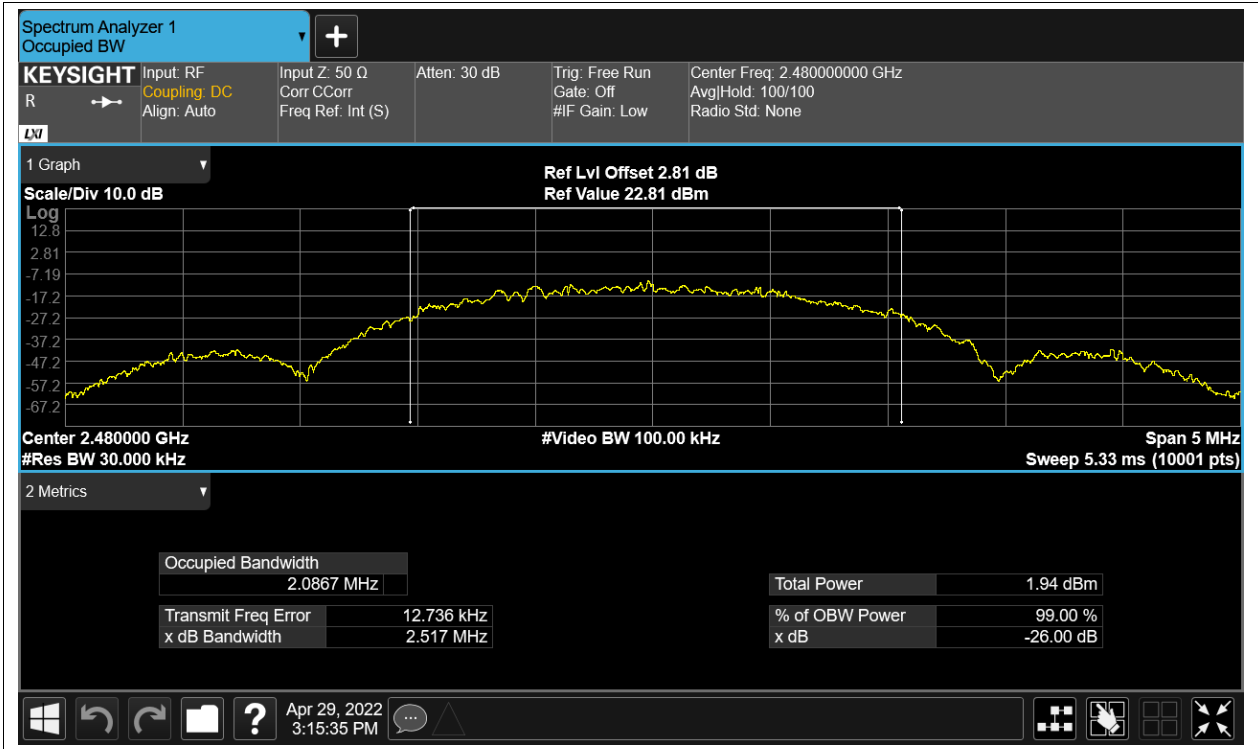 Spectrum Analyzer 1
Occupied BW
KEYSIGHT
R
LXI
Input: RF
Coupling: DC
Align: Auto
Input Z: 50 Ω
Corr CCorr
Freq Ref: Int (S)
Atten: 30 dB
Trig: Free Run
Gate: Off
#IF Gain: Low
Center Freq: 2.480000000 GHz
Avg|Hold: 100/100
Radio Std: None
1 Graph
Scale/Div 10.0 dB
Ref Lvl Offset 2.81 dB
Ref Value 22.81 dBm
Log
12.8
2.81
-7.19
-17.2
-27.2
-37.2
-47.2
-57.2
-67.2
Center 2.480000 GHz
#Res BW 30.000 kHz
#Video BW 100.00 kHz
Span 5 MHz
Sweep 5.33 ms (10001 pts)
2 Metrics
Occupied Bandwidth
2.0867 MHz
Transmit Freq Error 12.736 kHz
x dB Bandwidth 2.517 MHz
Total Power 1.94 dBm
% of OBW Power 99.00 %
x dB -26.00 dB
?
Apr 29, 2022
3:15:35 PM